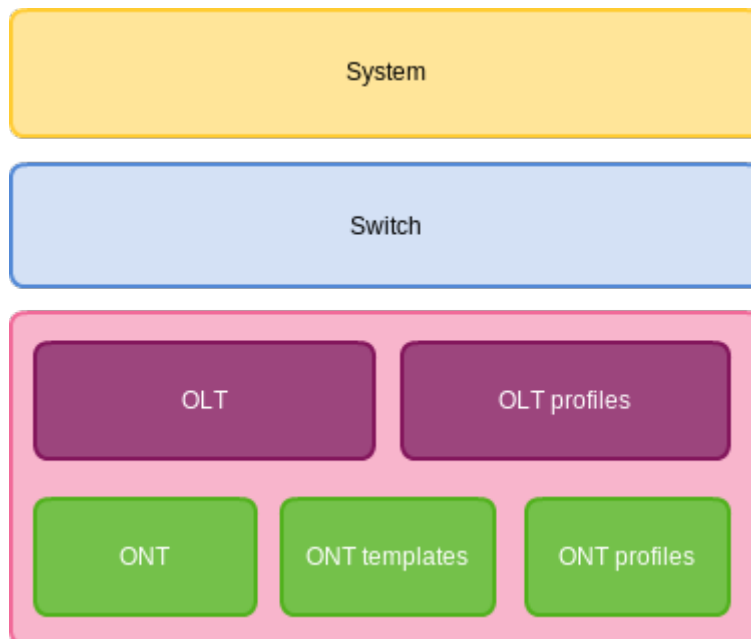 System
Switch
OLT
OLT profiles
ONT
ONT templates
ONT profiles